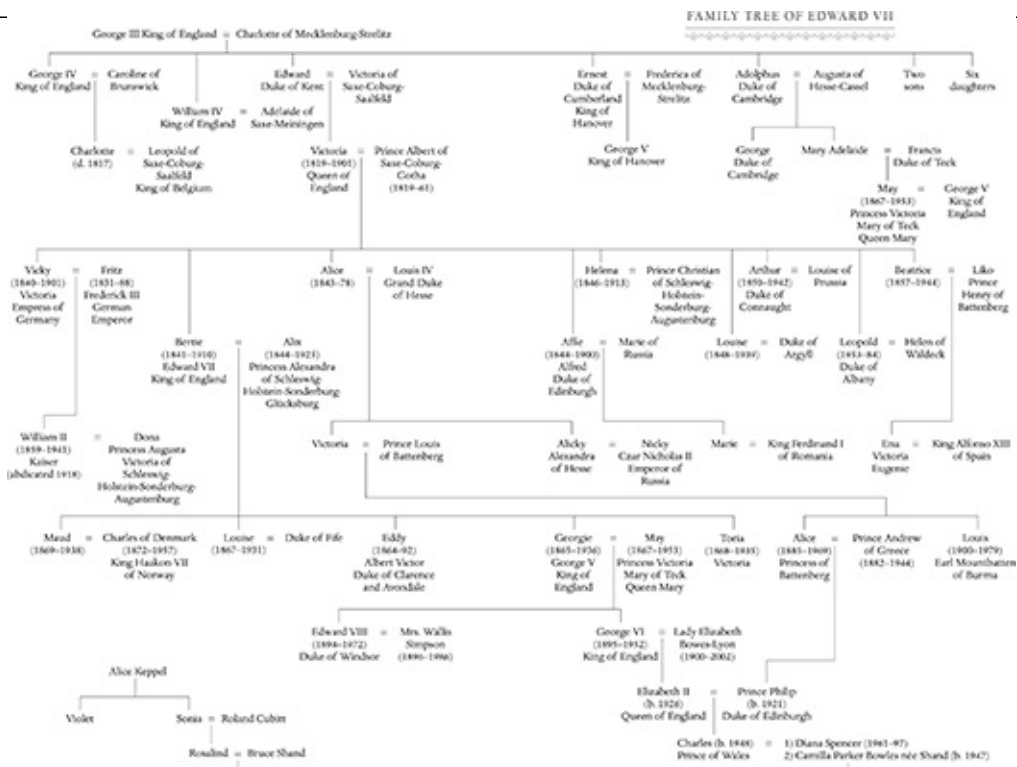 FAMILY TREE OF EDWARD VII
George III King of England = Charlotte of Mecklenburg-Strelitz
George IV = Caroline of
King of England Brunswick
William IV = Adelaide of
King of England Saxe-Meiningen
Edward = Victoria of
Duke of Kent Saxe-Coburg-
Saalfeld
Ernest = Frederica of
Duke of Mecklenburg-
Cumberland Strelitz
King of
Hanover
Adolphus = Augusta of
Duke of Hesse-Cassel
Cambridge
Two
sons
Six
daughters
Charlotte = Leopold of
(d. 1817) Saxe-Coburg-
Saalfeld
King of Belgium
Victoria = Prince Albert of
(1819-1901) Saxe-Coburg-
Queen of Gotha
England (1819-61)
George V
King of Hanover
George
Duke of
Cambridge
Mary Adelaide = Francis
Duke of Teck
May = George V
(1867-1953) King of
Princess Victoria England
Mary of Teck
Queen Mary
Vicky = Fritz
(1840-1901) (1831-88)
Victoria Frederick III
Empress of German
Germany Emperor
Bertie = Alix
(1841-1910) (1844-1925)
Edward VII Princess Alexandra
King of England of Schleswig-
Holstein-Sonderburg-
Glücksburg
Alice = Louis IV
(1843-78) Grand Duke
of Hesse
Affie = Marie of
(1844-1900) Russia
Alfred
Duke of
Edinburgh
Helena = Prince Christian
(1846-1913) of Schleswig-
Holstein-
Sonderburg-
Augustenburg
Louise = Duke of
(1848-1939) Argyll
Arthur = Louise of
(1850-1942) Prussia
Duke of
Connaught
Leopold = Helen of
(1853-84) Waldeck
Duke of
Albany
Beatrice = Liko
(1857-1944) Prince
Henry of
Battenberg
William II = Dona
(1859-1941) Princess Augusta
Kaiser Victoria of
(abdicated 1918) Schleswig-
Holstein-Sonderburg-
Augustenburg
Victoria = Prince Louis
of Battenberg
Alicky = Nicky
Alexandra Czar Nicholas II
of Hesse Emperor of
Russia
Marie = King Ferdinand I
of Romania
Ena = King Alfonso XIII
Victoria of Spain
Eugenie
Maud = Charles of Denmark
(1869-1938) (1872-1957)
King Haakon VII
of Norway
Louise = Duke of Fife
(1867-1931)
Eddy
(1864-92)
Albert Victor
Duke of Clarence
and Avondale
Georgie = May
(1865-1936) (1867-1953)
George V Princess Victoria
King of Mary of Teck
England Queen Mary
Toria
(1868-1935)
Victoria
Alice = Prince Andrew
(1885-1969) of Greece
Princess of (1882-1944)
Battenberg
Louis
(1900-1979)
Earl Mountbatten
of Burma
Edward VIII = Mrs. Wallis
(1894-1972) Simpson
Duke of Windsor (1896-1986)
George VI = Lady Elizabeth
(1895-1952) Bowes-Lyon
King of England (1900-2002)
Alice Keppel
Violet
Sonia = Roland Cubitt
Rosalind = Bruce Shand
Elizabeth II = Prince Philip
(b. 1926) (b. 1921)
Queen of England Duke of Edinburgh
Charles (b. 1948) = 1) Diana Spencer (1961-97)
Prince of Wales 2) Camilla Parker Bowles née Shand (b. 1947)